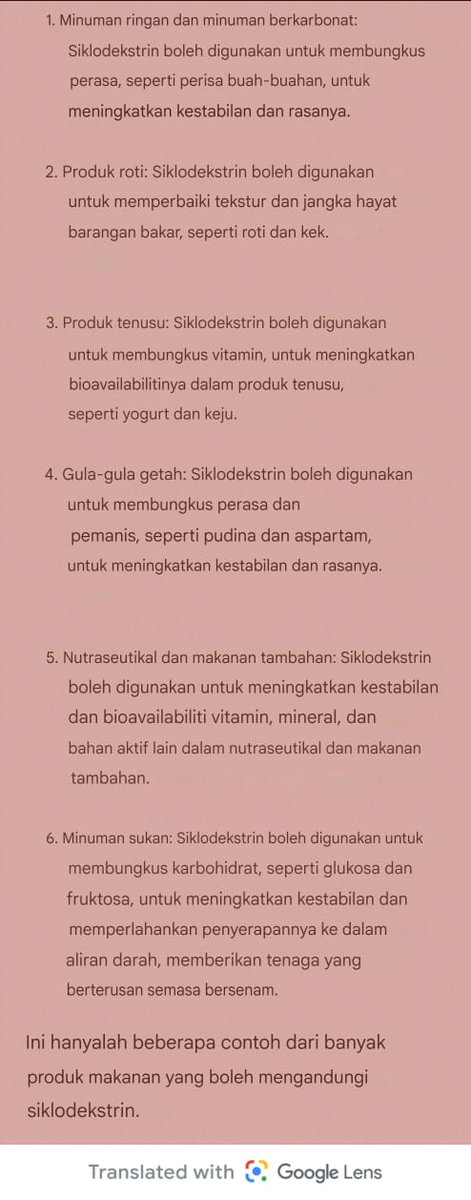 1. Minuman ringan dan minuman berkarbonat:
Siklodekstrin boleh digunakan untuk membungkus
perasa, seperti perisa buah-buahan, untuk
meningkatkan kestabilan dan rasanya.
2. Produk roti: Siklodekstrin boleh digunakan
untuk memperbaiki tekstur dan jangka hayat
barangan bakar, seperti roti dan kek.
3. Produk tenusu: Siklodekstrin boleh digunakan
untuk membungkus vitamin, untuk meningkatkan
bioavailabilitinya dalam produk tenusu,
seperti yogurt dan keju.
4. Gula-gula getah: Siklodekstrin boleh digunakan
untuk membungkus perasa dan
pemanis, seperti pudina dan aspartam,
untuk meningkatkan kestabilan dan rasanya.
5. Nutraseutikal dan makanan tambahan: Siklodekstrin
boleh digunakan untuk meningkatkan kestabilan
dan bioavailabiliti vitamin, mineral, dan
bahan aktif lain dalam nutraseutikal dan makanan
tambahan.
6. Minuman sukan: Siklodekstrin boleh digunakan untuk
membungkus karbohidrat, seperti glukosa dan
fruktosa, untuk meningkatkan kestabilan dan
memperlahankan penyerapannya ke dalam
aliran darah, memberikan tenaga yang
berterusan semasa bersenam.
Ini hanyalah beberapa contoh dari banyak
produk makanan yang boleh mengandungi
siklodekstrin.
Translated with Google Lens